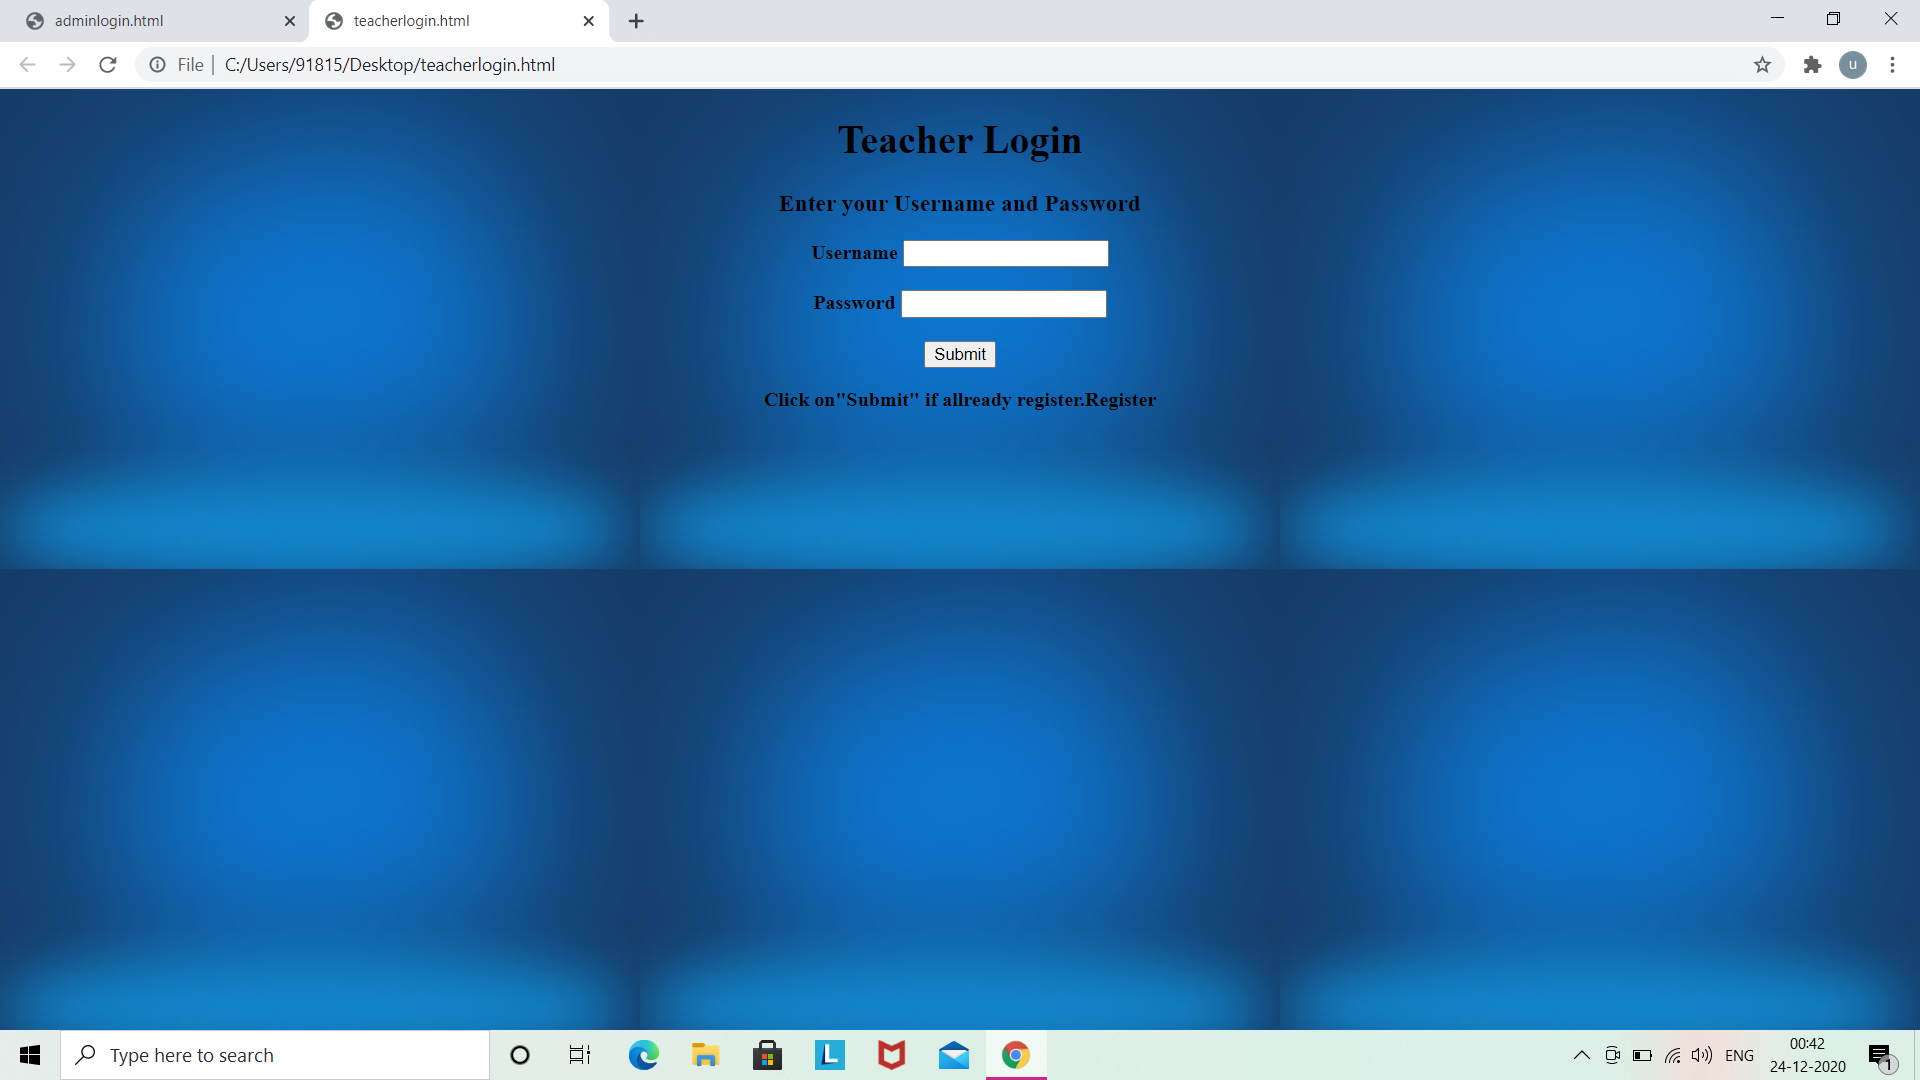 adminlogin.html
teacherlogin.html
File | C:/Users/91815/Desktop/teacherlogin.html
u
Teacher Login
Enter your Username and Password
Username
Password
Submit
Click on"Submit" if allready register.Register
Type here to search
L
ENG
00:42
24-12-2020
1